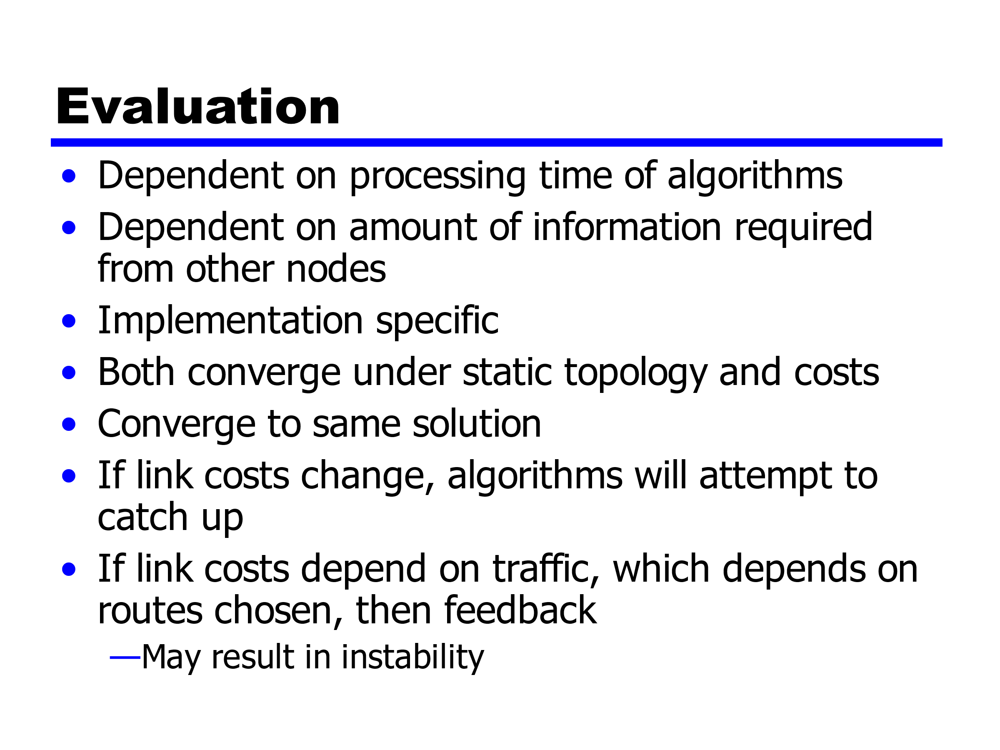 Evaluation
• Dependent on processing time of algorithms
• Dependent on amount of information required
from other nodes
• Implementation specific
• Both converge under static topology and costs
• Converge to same solution
• If link costs change, algorithms will attempt to
catch up
• If link costs depend on traffic, which depends on
routes chosen, then feedback
—May result in instability